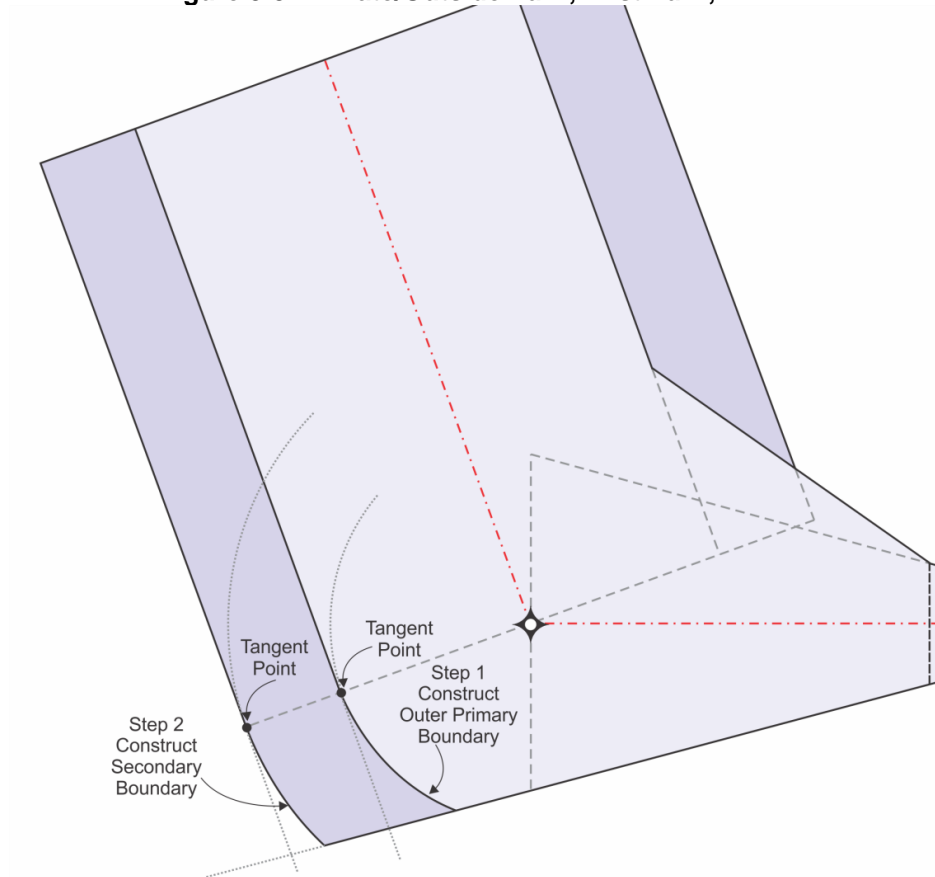 Tangent
Point
Tangent
Point
Step 1
Construct
Outer Primary
Boundary
Step 2
Construct
Secondary
Boundary